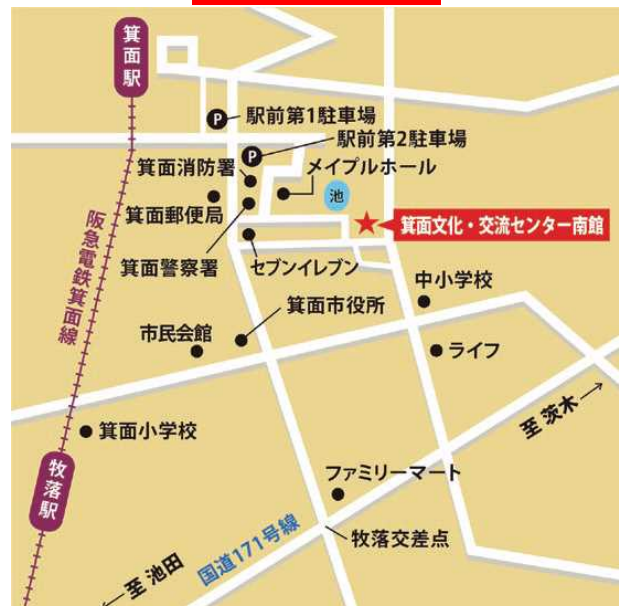 箕面駅
P
駅前第1駐車場
P
駅前第2駐車場
箕面消防署
メイプルホール
池
箕面郵便局
箕面文化・交流センター南館
箕面警察署
セブンイレブン
阪急電鉄箕面線
中小学校
箕面市役所
市民会館
ライフ
至 茨木
箕面小学校
牧落駅
ファミリーマート
牧落交差点
国道171号線
至 池田